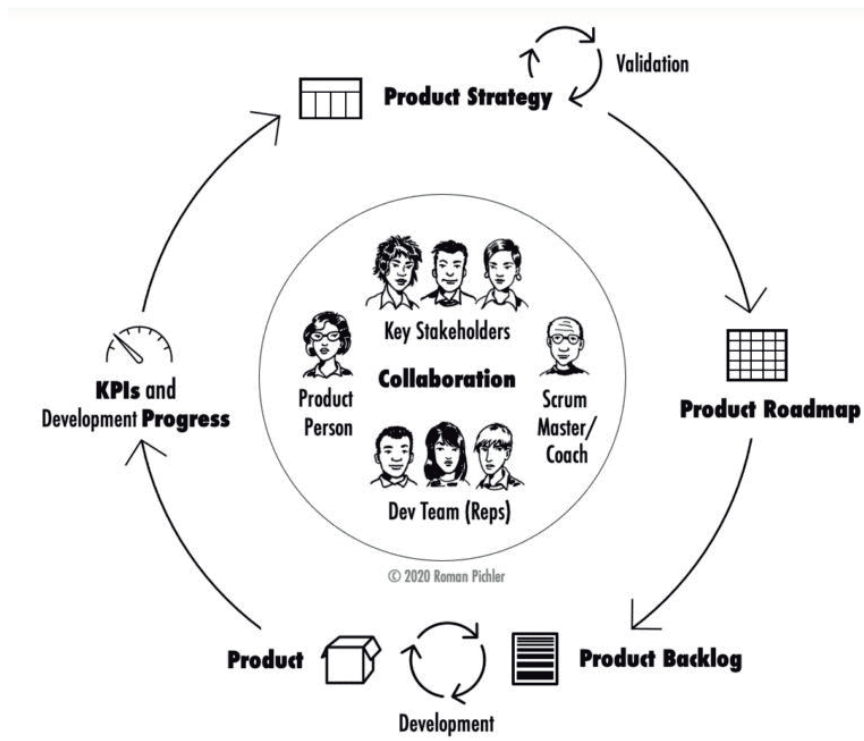 Validation
Product Strategy
Key Stakeholders
Product
Person
Collaboration
Scrum
Master/
Coach
Dev Team (Reps)
KPIs and
Development Progress
Product Roadmap
© 2020 Roman Pichler
Product
Product Backlog
Development